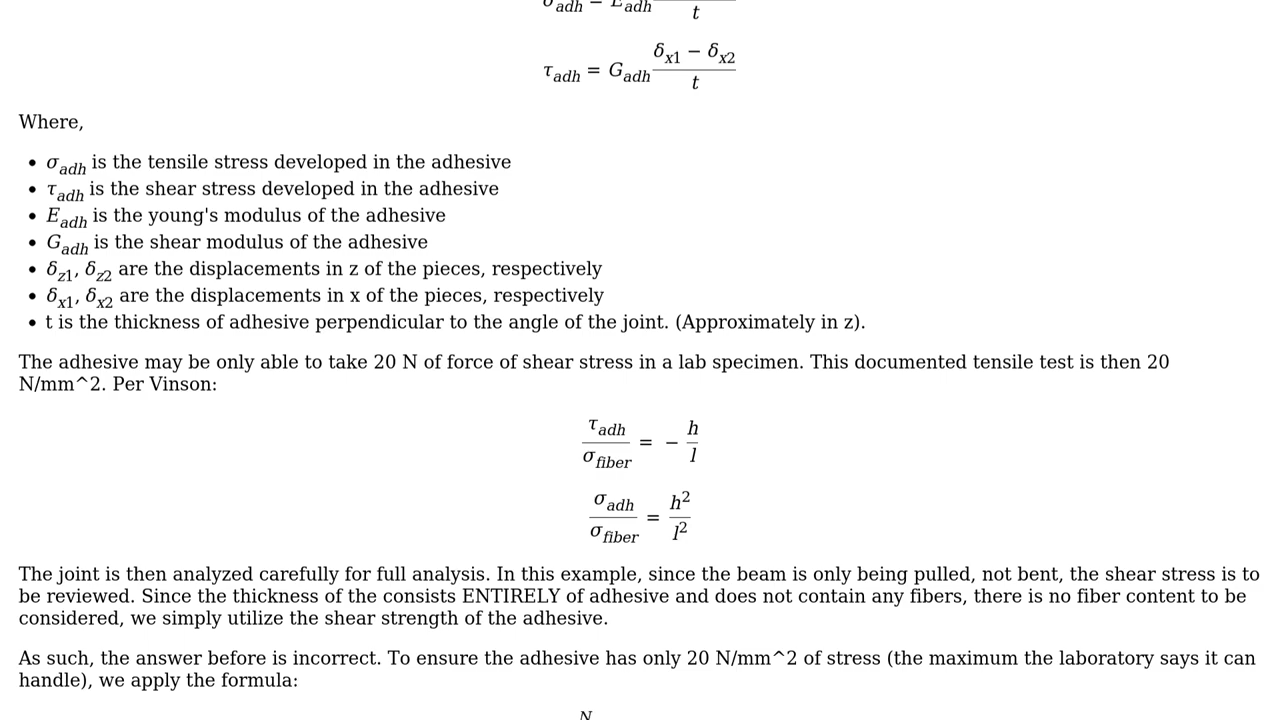 σ_adh = E_adh t
τ_adh = G_adh (δ_x1 − δ_x2) / t
Where,
• σ_adh is the tensile stress developed in the adhesive
• τ_adh is the shear stress developed in the adhesive
• E_adh is the young's modulus of the adhesive
• G_adh is the shear modulus of the adhesive
• δ_z1, δ_z2 are the displacements in z of the pieces, respectively
• δ_x1, δ_x2 are the displacements in x of the pieces, respectively
• t is the thickness of adhesive perpendicular to the angle of the joint. (Approximately in z).
The adhesive may be only able to take 20 N of force of shear stress in a lab specimen. This documented tensile test is then 20
N/mm^2. Per Vinson:
τ_adh / σ_fiber = − h / l
σ_adh / σ_fiber = h² / l²
The joint is then analyzed carefully for full analysis. In this example, since the beam is only being pulled, not bent, the shear stress is to
be reviewed. Since the thickness of the consists ENTIRELY of adhesive and does not contain any fibers, there is no fiber content to be
considered, we simply utilize the shear strength of the adhesive.
As such, the answer before is incorrect. To ensure the adhesive has only 20 N/mm^2 of stress (the maximum the laboratory says it can
handle), we apply the formula:
N